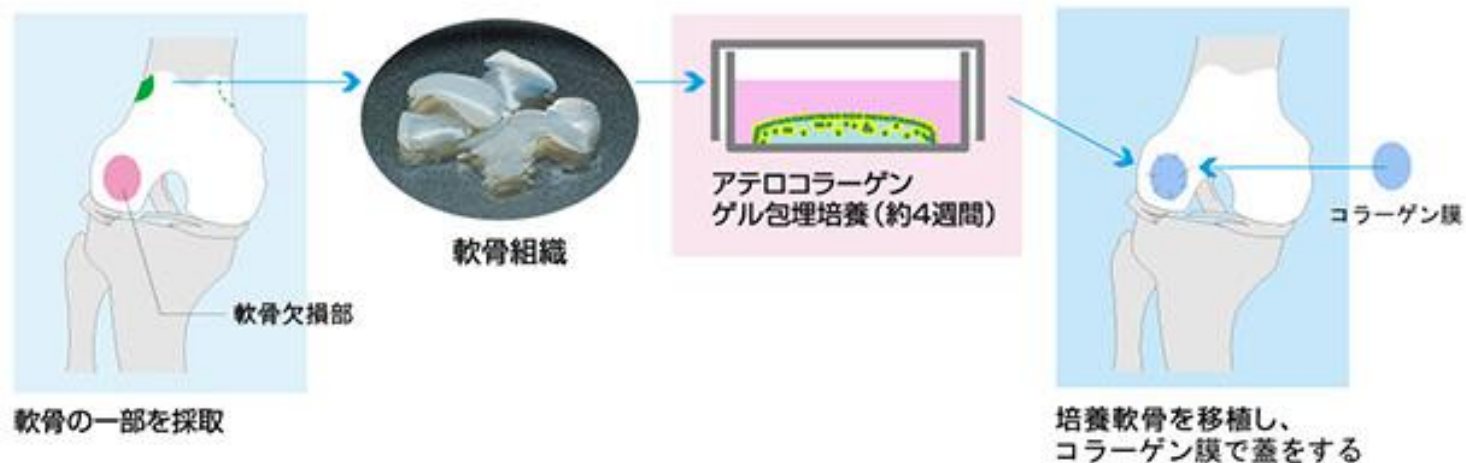 軟骨欠損部
軟骨の一部を採取
軟骨組織
アテロコラーゲン
ゲル包埋培養(約4週間)
コラーゲン膜
培養軟骨を移植し、
コラーゲン膜で蓋をする